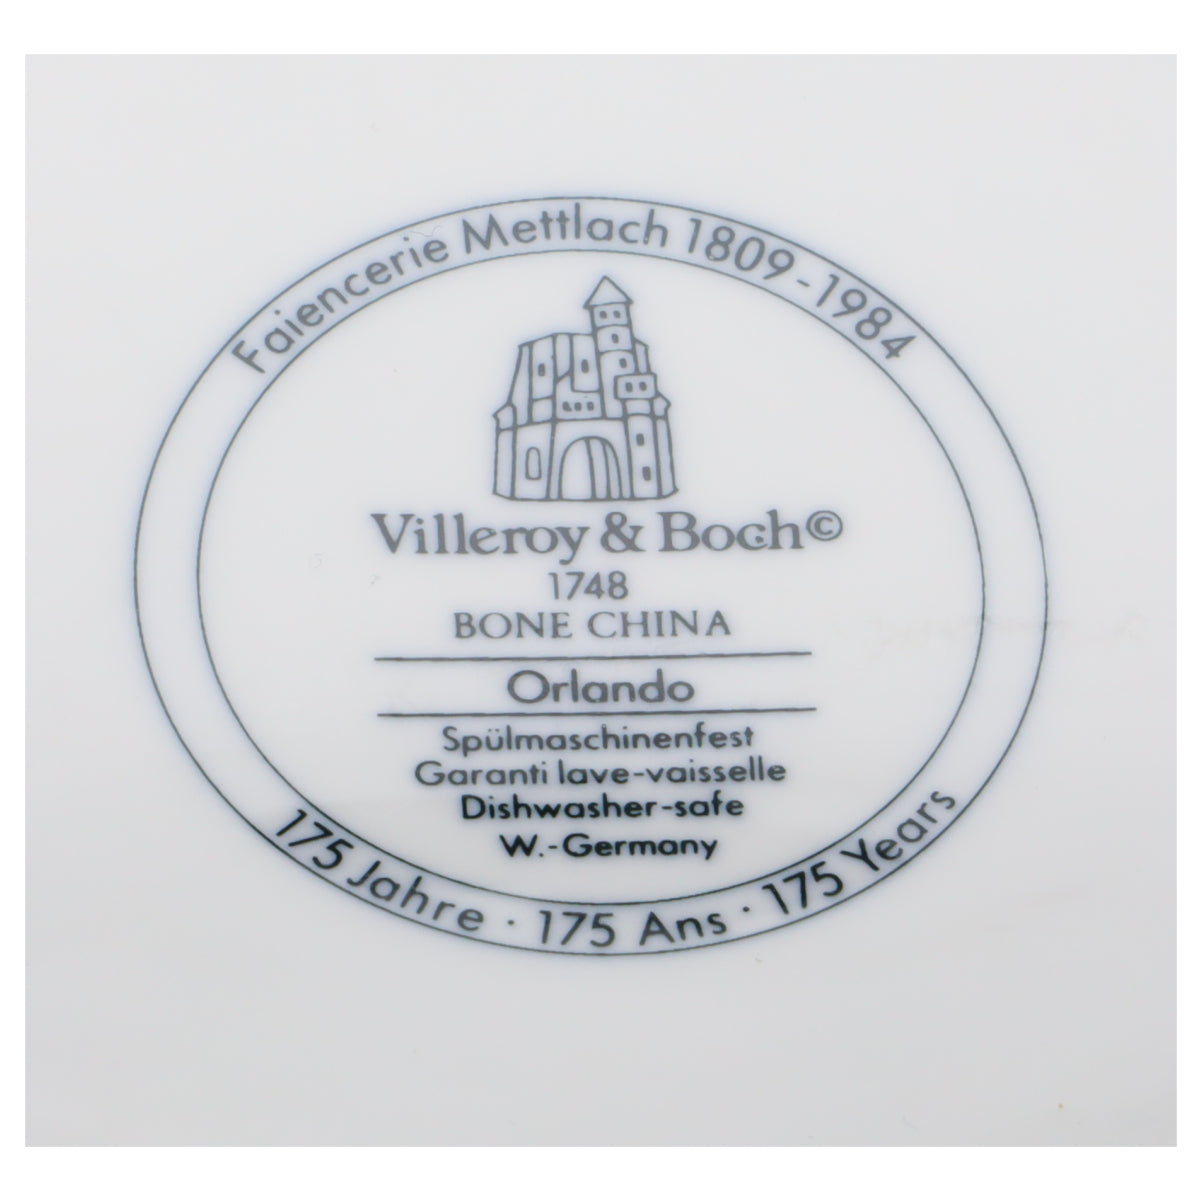 Faiencerie Mettlach 1809-1984
Villeroy & Boch©
1748
BONE CHINA
Orlando
Spülmaschinenfest
Garanti lave-vaisselle
Dishwasher-safe
W.-Germany
175 Jahre · 175 Ans · 175 Years